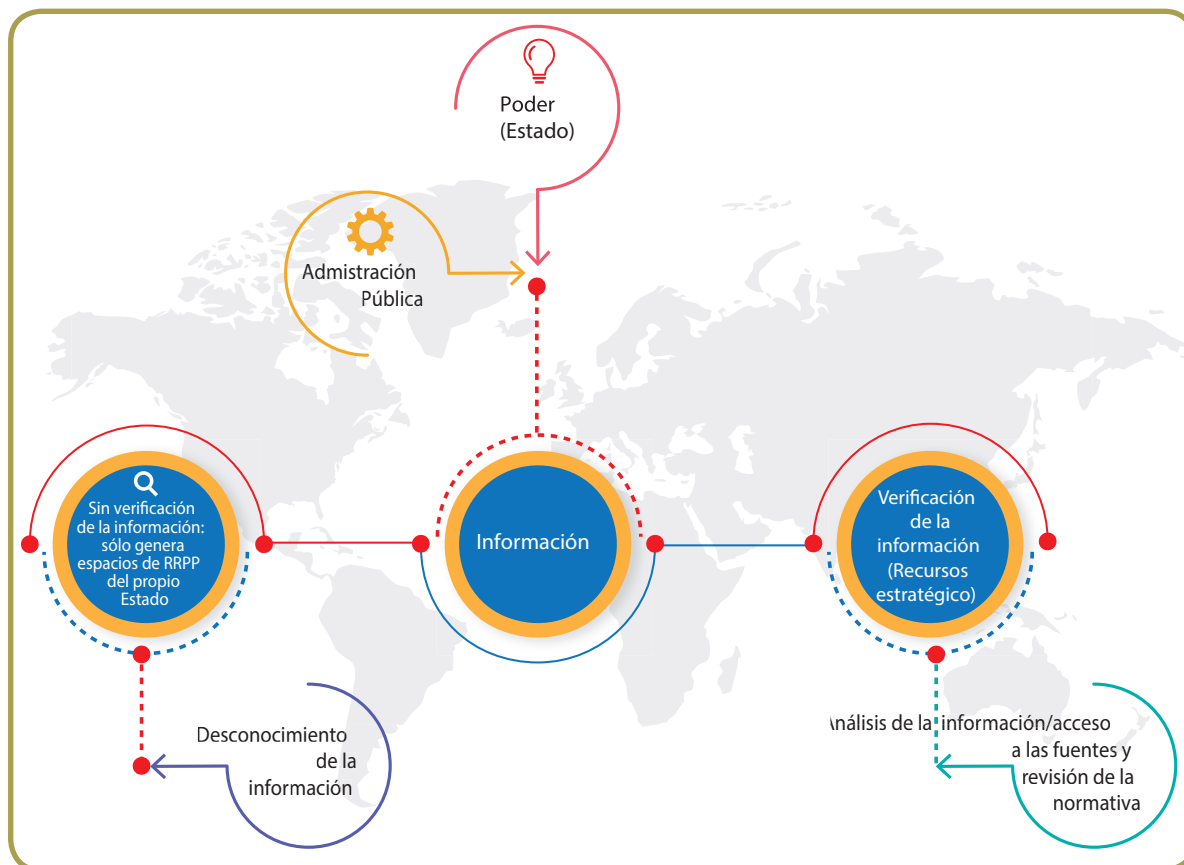 Poder
(Estado)
Admistración
Pública
Sin verificación
de la información:
sólo genera
espacios de RRPP
del propio
Estado
Información
Verificación
de la
información
(Recursos
estratégico)
Desconocimiento
de la
información
Análisis de la información/acceso
a las fuentes y
revisión de la
normativa